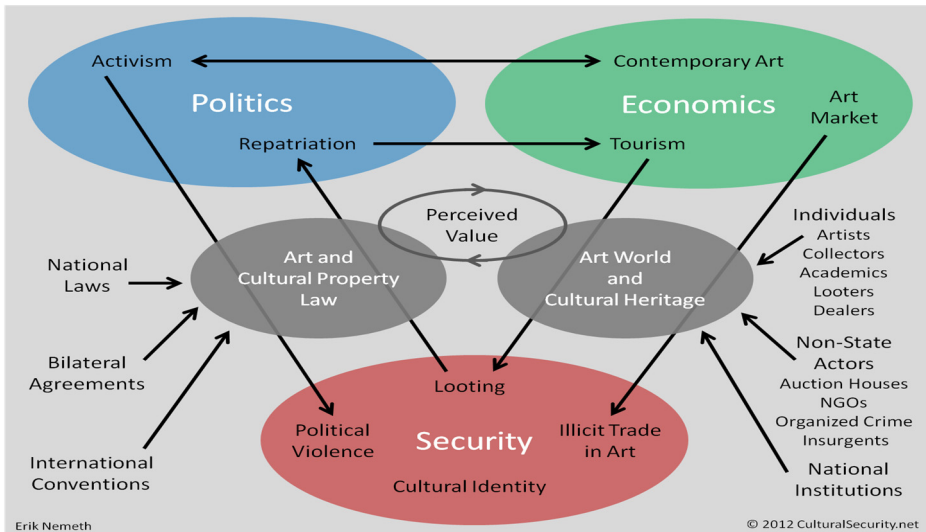 Activism
Contemporary Art
Politics
Economics
Art
Market
Repatriation
Tourism
Perceived
Value
Art and
Cultural Property
Law
Art World
and
Cultural Heritage
National
Laws
Bilateral
Agreements
International
Conventions
Individuals
Artists
Collectors
Academics
Looters
Dealers
Non-State
Actors
Auction Houses
NGOs
Organized Crime
Insurgents
National
Institutions
Looting
Political
Violence
Security
Illicit Trade
in Art
Cultural Identity
Erik Nemeth
© 2012 CulturalSecurity.net